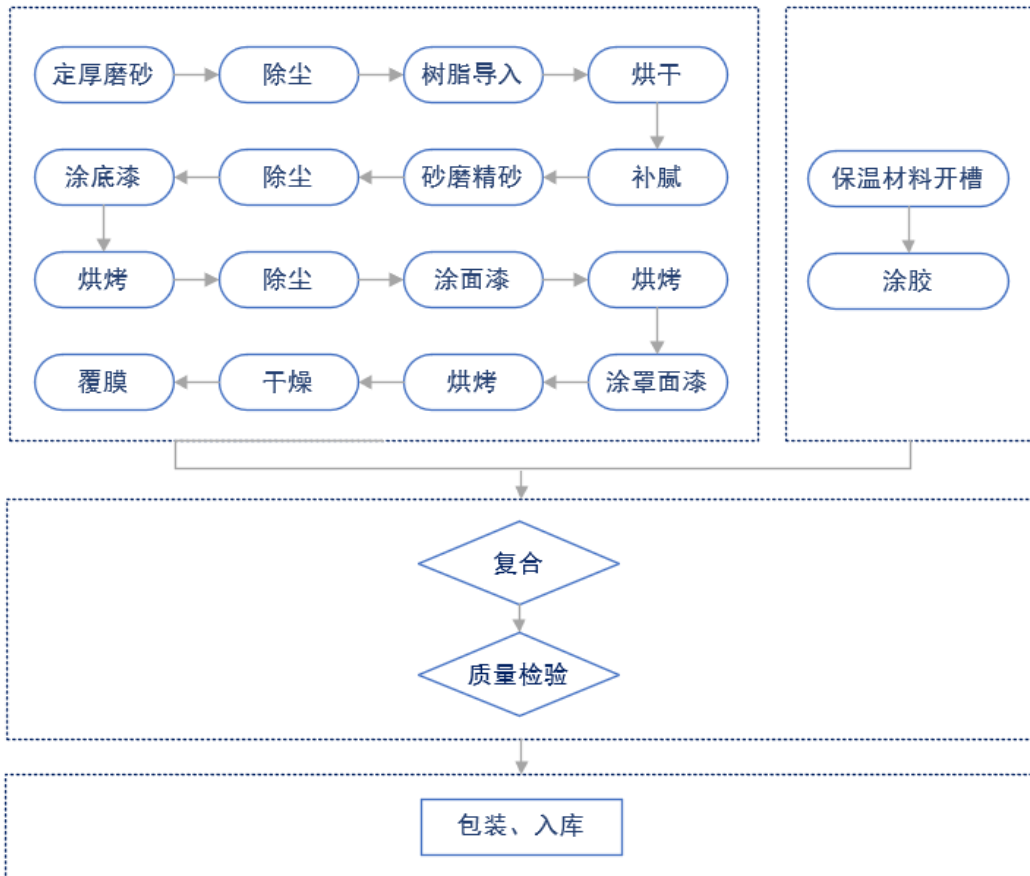 定厚磨砂
除尘
树脂导入
烘干
补腻
砂磨精砂
除尘
涂底漆
烘烤
除尘
涂面漆
烘烤
涂罩面漆
烘烤
干燥
覆膜
保温材料开槽
涂胶
复合
质量检验
包装、入库